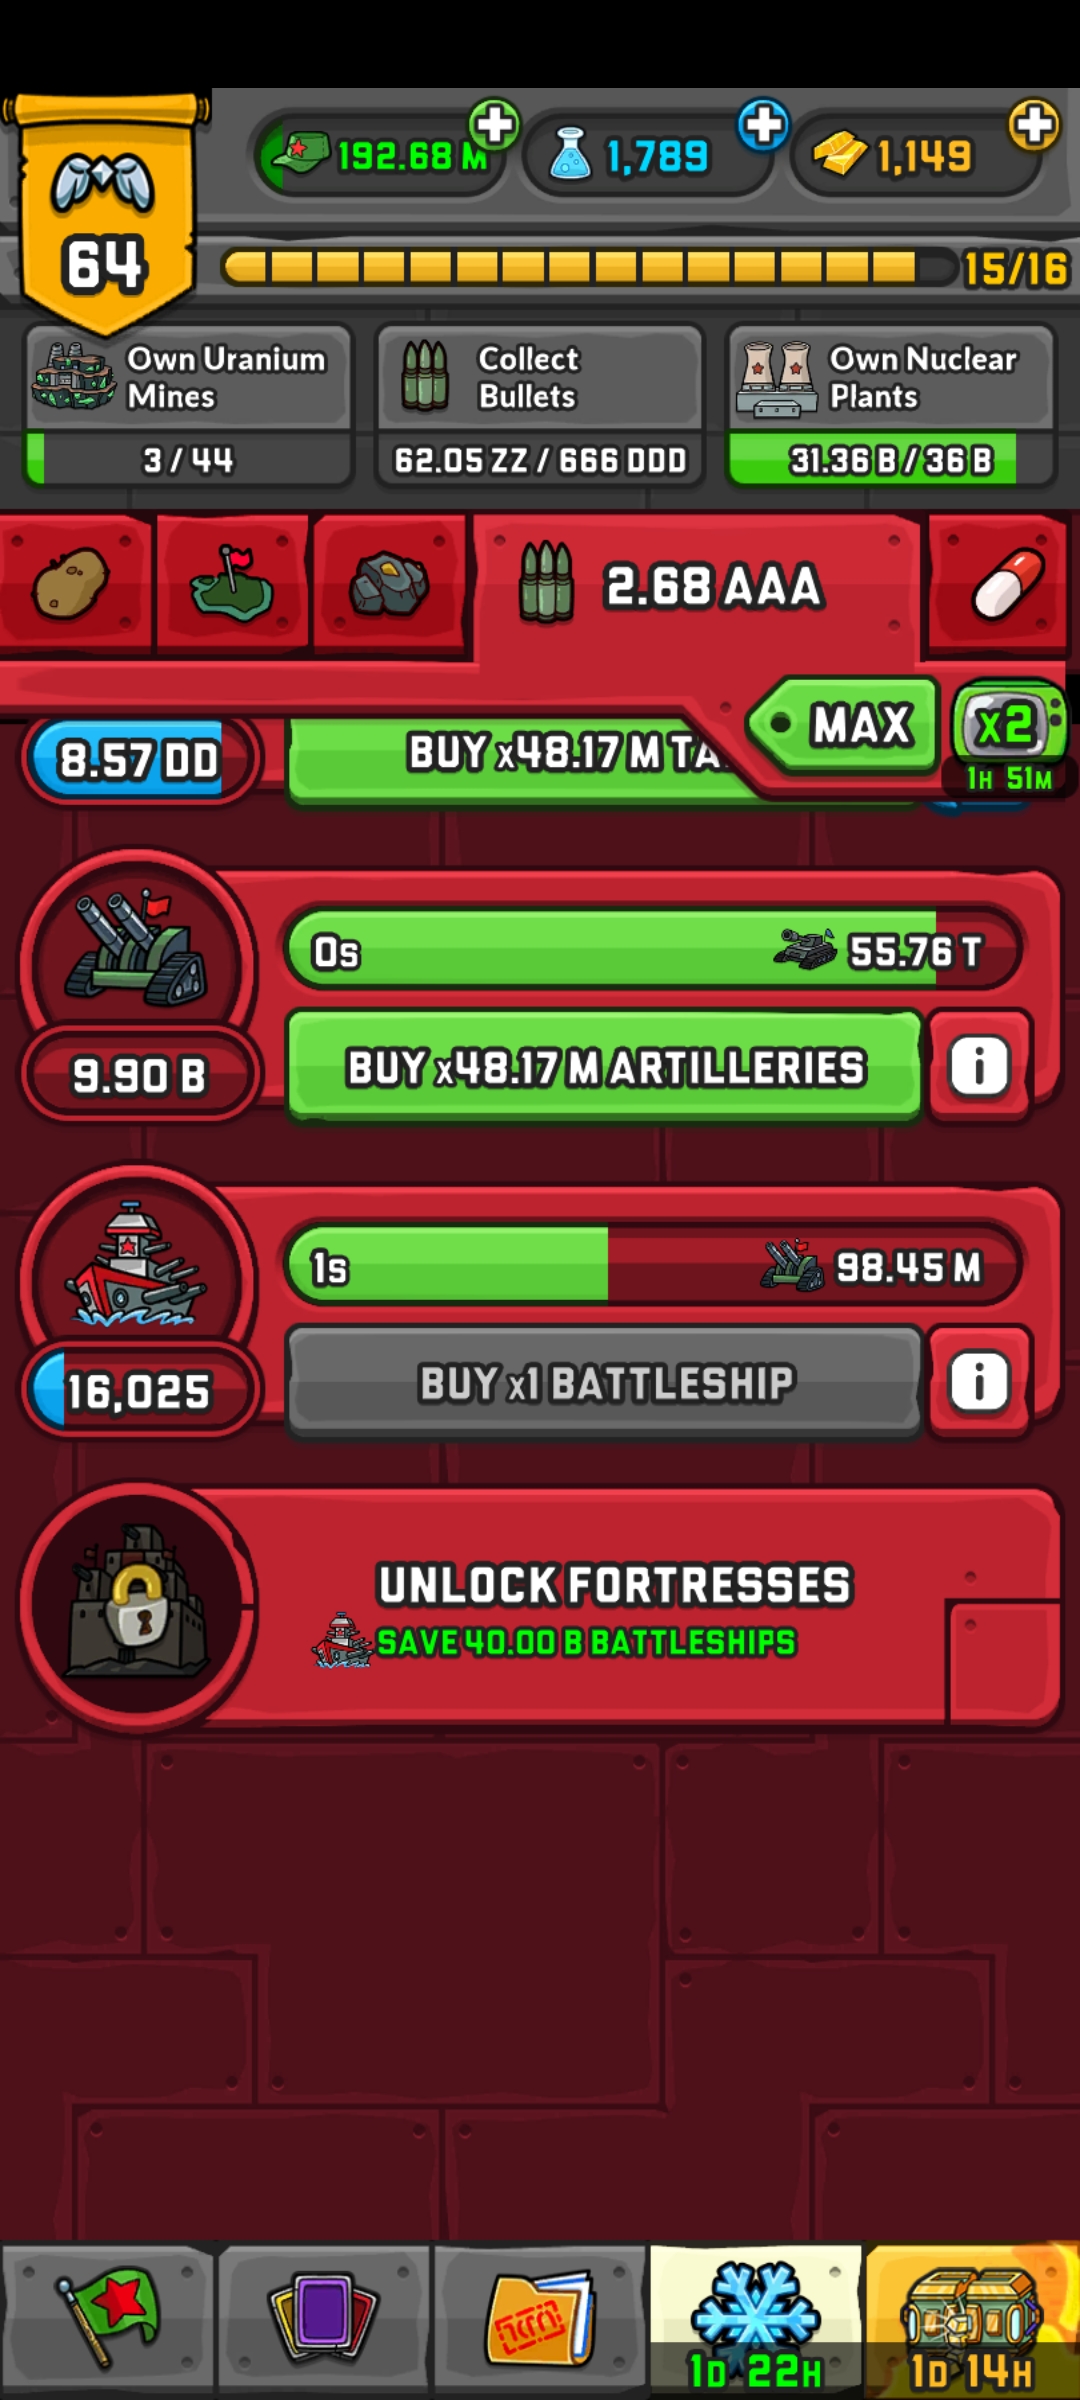 192.68 M
1,789
1,149
64
15/16
Own Uranium
Mines
3 / 44
Collect
Bullets
62.05 ZZ / 666 DDD
Own Nuclear
Plants
31.36 B / 36 B
2.68 AAA
MAX
x2
1H 51M
8.57 DD
BUY x48.17 M TA
0s
55.76 T
9.90 B
BUY x48.17 M ARTILLERIES
i
1s
98.45 M
16,025
BUY x1 BATTLESHIP
i
UNLOCK FORTRESSES
SAVE 40.00 B BATTLESHIPS
1D 22H
1D 14H